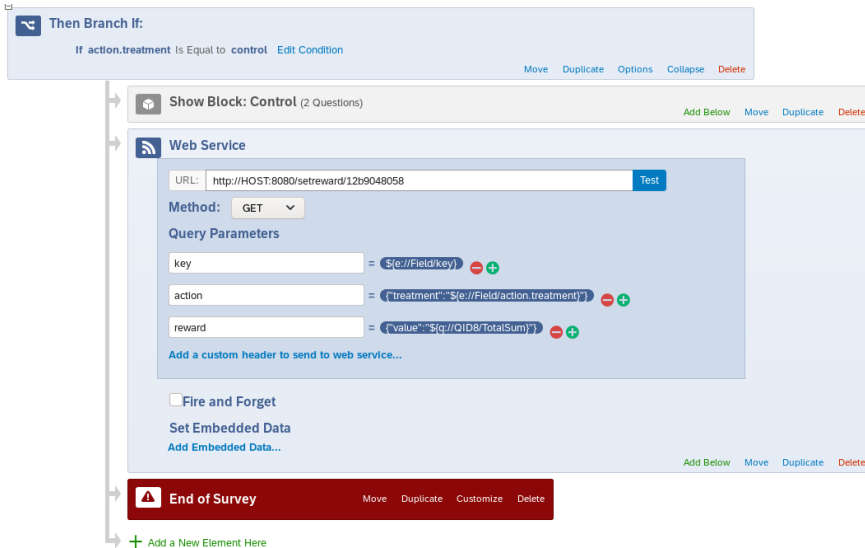 Then Branch If:
If action.treatment Is Equal to control Edit Condition
Move Duplicate Options Collapse Delete
Show Block: Control (2 Questions)
Add Below Move Duplicate Delete
Web Service
URL: http://HOST:8080/setreward/12b9048058 Test
Method: GET
Query Parameters
key = ${e://Field/key}
action = {"treatment":"${e://Field/action.treatment}"}
reward = {"value":"${q://QID8/TotalSum}"}
Add a custom header to send to web service...
Fire and Forget
Set Embedded Data
Add Embedded Data...
Add Below Move Duplicate Delete
End of Survey Move Duplicate Customize Delete
Add a New Element Here